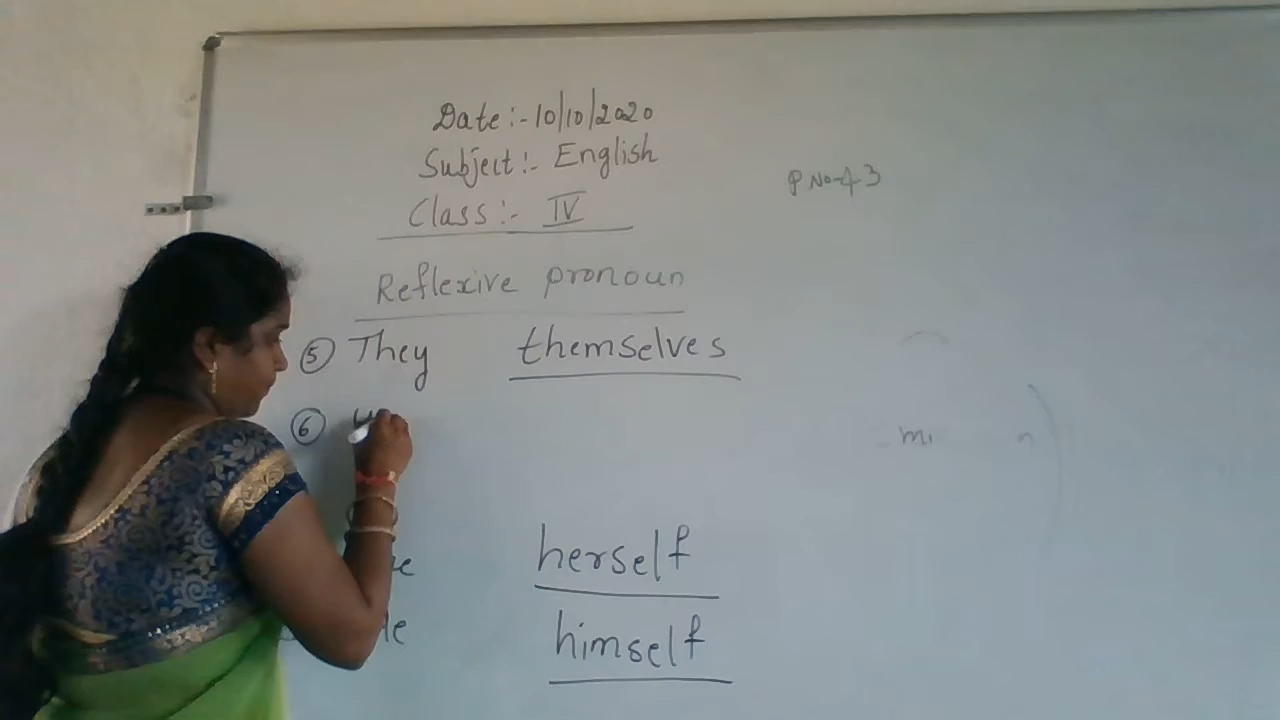 Date:-10/10/2020
Subject:- English
P No-43
Class:- IV
Reflexive pronoun
5 They themselves
6
herself
himself